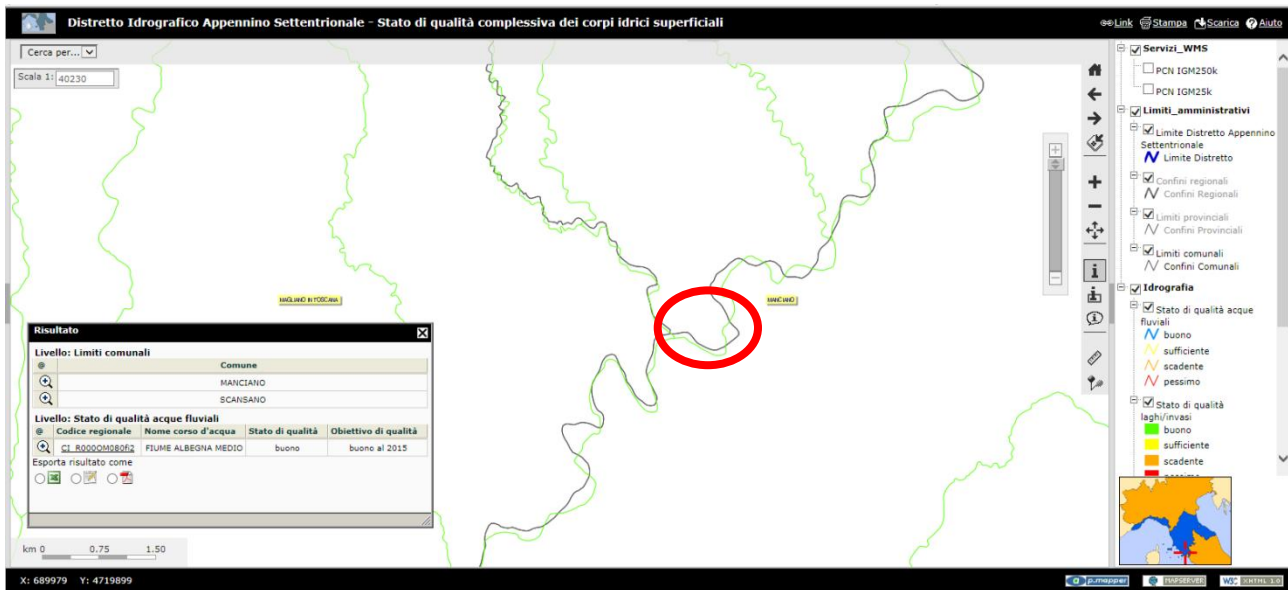 Distretto Idrografico Appennino Settentrionale - Stato di qualità complessiva dei corpi idrici superficiali
Link Stampa Scarica Aiuto
Cerca per...
Scala 1: 40230
MAGLIANO IN TOSCANA
MANCIANO
Risultato
Livello: Limiti comunali
@ Comune
MANCIANO
SCANSANO
Livello: Stato di qualità acque fluviali
@ Codice regionale Nome corso d'acqua Stato di qualità Obiettivo di qualità
CI_R000OM080fi2 FIUME ALBEGNA MEDIO buono buono al 2015
Esporta risultato come
km 0 0.75 1.50
X: 689979 Y: 4719899
Servizi_WMS
PCN IGM250k
PCN IGM25k
Limiti_amministrativi
Limite Distretto Appennino
Settentrionale
Limite Distretto
Confini regionali
Confini Regionali
Limiti provinciali
Confini Provinciali
Limiti comunali
Confini Comunali
Idrografia
Stato di qualità acque
fluviali
buono
sufficiente
scadente
pessimo
Stato di qualità
laghi/invasi
buono
sufficiente
scadente
p.mapper MAPSERVER W3C XHTML 1.0